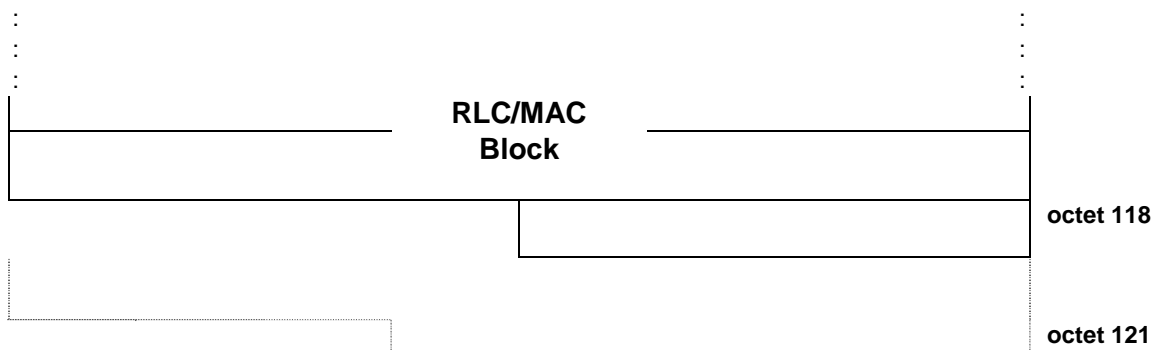 : :
: :
: :
RLC/MAC
Block
octet 118
octet 121